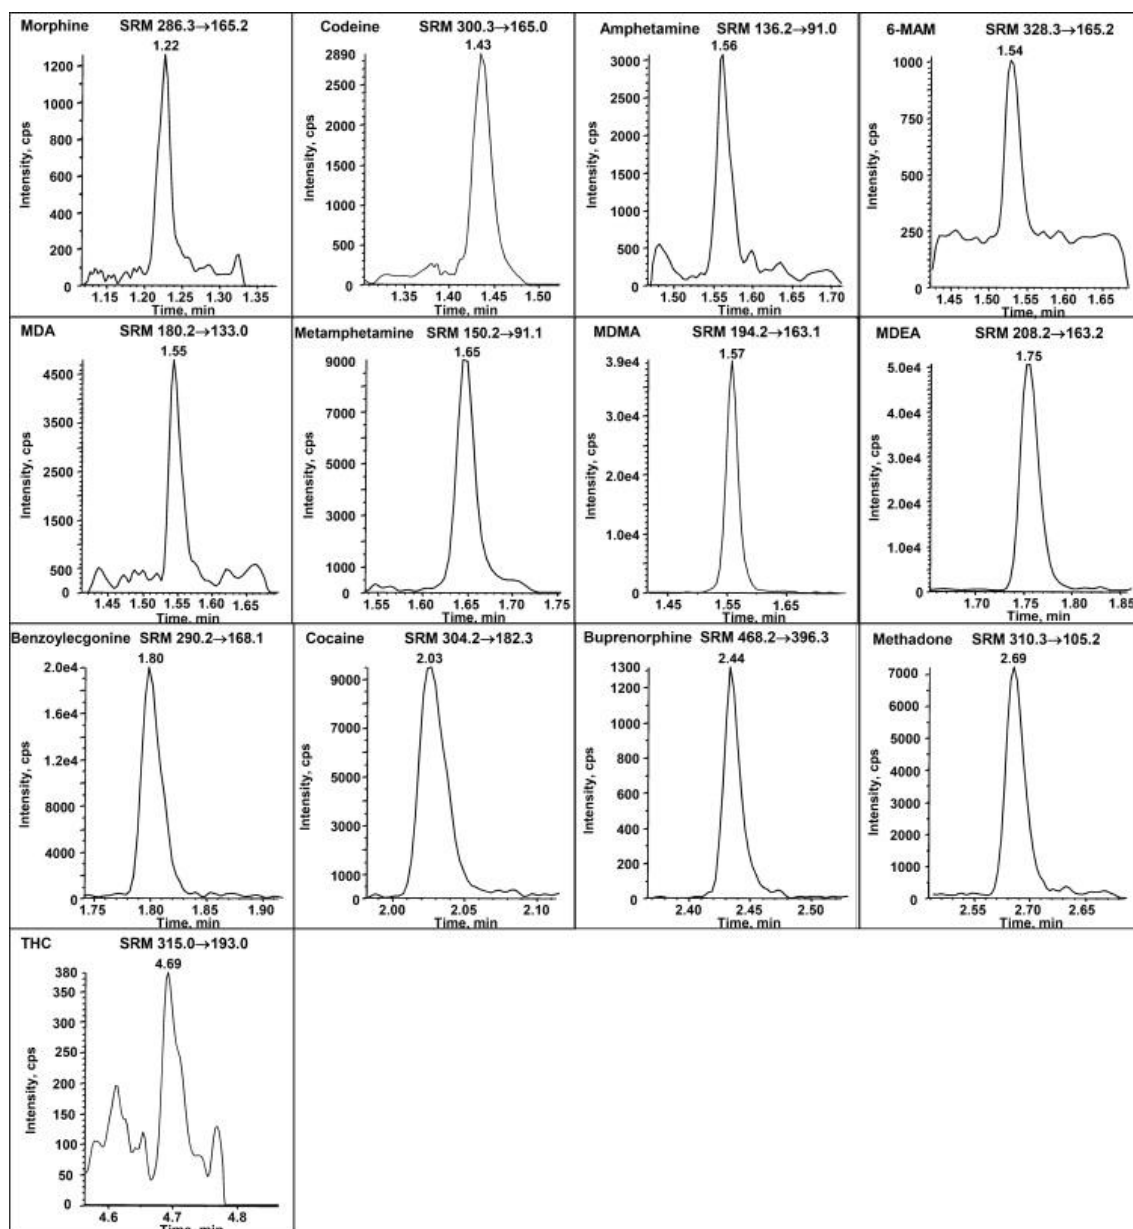 Morphine SRM 286.3→165.2
1.22
Intensity, cps
1200
1000
800
600
400
200
0
1.15 1.20 1.25 1.30 1.35
Time, min
Codeine SRM 300.3→165.0
1.43
Intensity, cps
2890
2500
2000
1500
1000
500
0
1.35 1.40 1.45 1.50
Time, min
Amphetamine SRM 136.2→91.0
1.56
Intensity, cps
3000
2500
2000
1500
1000
500
0
1.50 1.55 1.60 1.65 1.70
Time, min
6-MAM SRM 328.3→165.2
1.54
Intensity, cps
1000
750
500
250
0
1.45 1.50 1.55 1.60 1.65
Time, min
MDA SRM 180.2→133.0
1.55
Intensity, cps
4500
3500
2500
1500
500
0
1.45 1.50 1.55 1.60 1.65
Time, min
Metamphetamine SRM 150.2→91.1
1.65
Intensity, cps
9000
7000
5000
3000
1000
0
1.55 1.60 1.65 1.70 1.75
Time, min
MDMA SRM 194.2→163.1
1.57
Intensity, cps
3.9e4
3.0e4
2.0e4
1.0e4
0
1.45 1.55 1.65
Time, min
MDEA SRM 208.2→163.2
1.75
Intensity, cps
5.0e4
4.0e4
3.0e4
2.0e4
1.0e4
0
1.70 1.75 1.80 1.85
Time, min
Benzoylecgonine SRM 290.2→168.1
1.80
Intensity, cps
2.0e4
1.6e4
1.2e4
8000
4000
0
1.75 1.80 1.85 1.90
Time, min
Cocaine SRM 304.2→182.3
2.03
Intensity, cps
9000
7500
6000
4500
3000
1500
0
2.00 2.05 2.10
Time, min
Buprenorphine SRM 468.2→396.3
2.44
Intensity, cps
1300
1200
1000
800
600
400
200
0
2.40 2.45 2.50
Time, min
Methadone SRM 310.3→105.2
2.69
Intensity, cps
7000
6000
5000
4000
3000
2000
1000
0
2.55 2.70 2.65
Time, min
THC SRM 315.0→193.0
4.69
Intensity, cps
380
350
300
250
200
150
100
50
0
4.6 4.7 4.8
Time, min